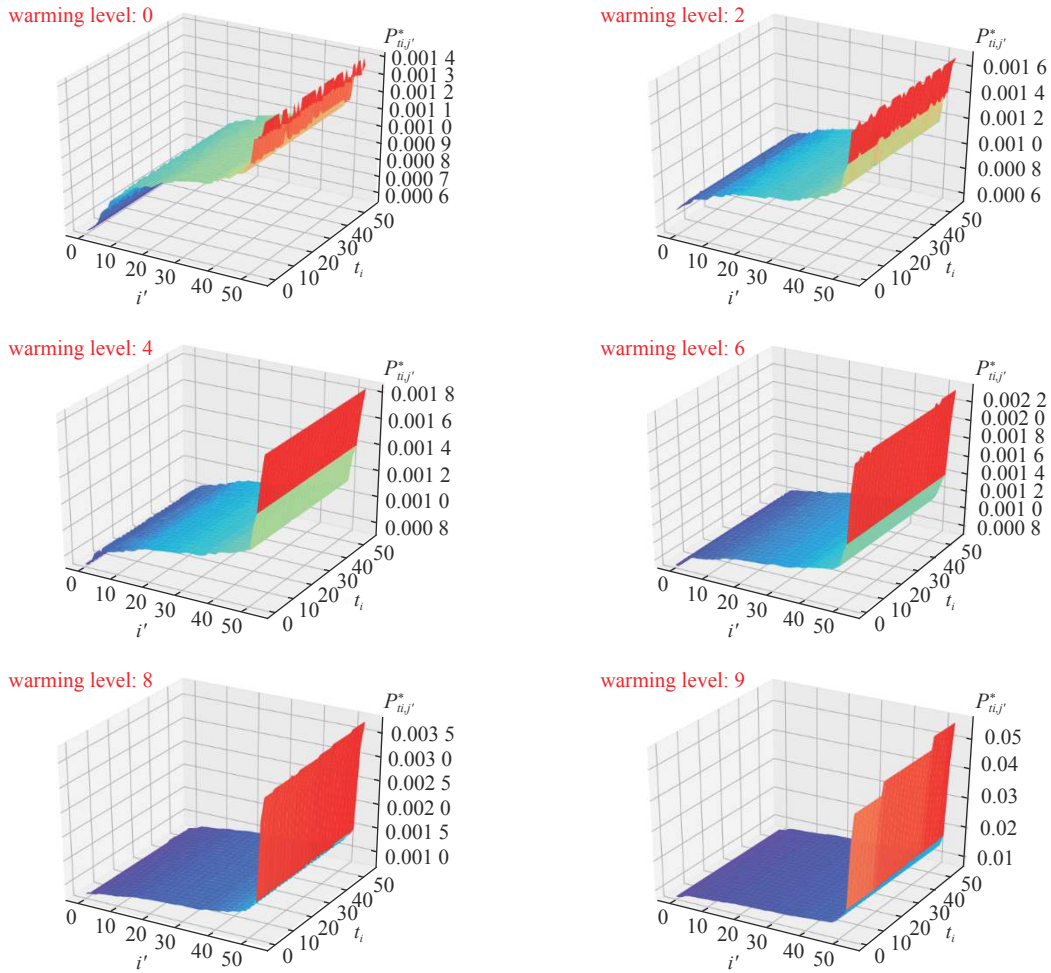 warming level: 0
P*ti,j′
0.001 4
0.001 3
0.001 2
0.001 1
0.001 0
0.000 9
0.000 8
0.000 7
0.000 6
0 10 20 30 40 50
i′
0 10 20 30 40 50
ti
warming level: 2
P*ti,j′
0.001 6
0.001 4
0.001 2
0.001 0
0.000 8
0.000 6
0 10 20 30 40 50
i′
0 10 20 30 40 50
ti
warming level: 4
P*ti,j′
0.001 8
0.001 6
0.001 4
0.001 2
0.001 0
0.000 8
0 10 20 30 40 50
i′
0 10 20 30 40 50
ti
warming level: 6
P*ti,j′
0.002 2
0.002 0
0.001 8
0.001 6
0.001 4
0.001 2
0.001 0
0.000 8
0 10 20 30 40 50
i′
0 10 20 30 40 50
ti
warming level: 8
P*ti,j′
0.003 5
0.003 0
0.002 5
0.002 0
0.001 5
0.001 0
0 10 20 30 40 50
i′
0 10 20 30 40 50
ti
warming level: 9
P*ti,j′
0.05
0.04
0.03
0.02
0.01
0 10 20 30 40 50
i′
0 10 20 30 40 50
ti